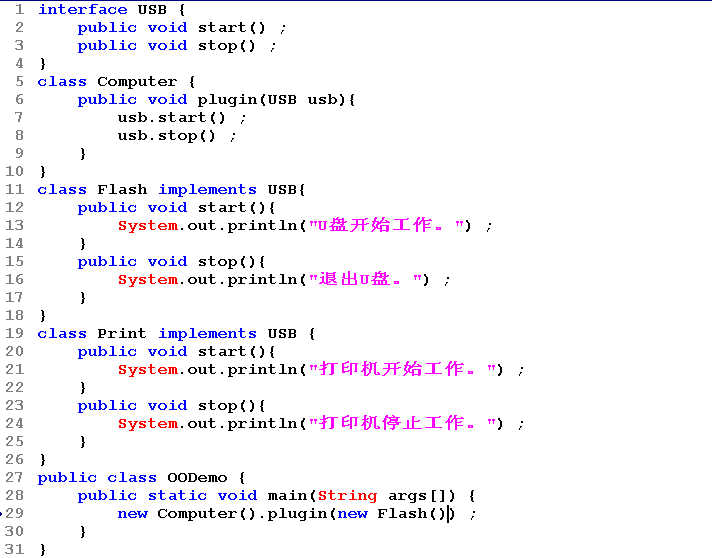 1 interface USB {
2     public void start() ;
3     public void stop() ;
4 }
5 class Computer {
6     public void plugin(USB usb){
7         usb.start() ;
8         usb.stop() ;
9     }
10 }
11 class Flash implements USB{
12     public void start(){
13         System.out.println("U盘开始工作。") ;
14     }
15     public void stop(){
16         System.out.println("退出U盘。") ;
17     }
18 }
19 class Print implements USB {
20     public void start(){
21         System.out.println("打印机开始工作。") ;
22     }
23     public void stop(){
24         System.out.println("打印机停止工作。") ;
25     }
26 }
27 public class OODemo {
28     public static void main(String args[]) {
29         new Computer().plugin(new Flash()) ;
30     }
31 }